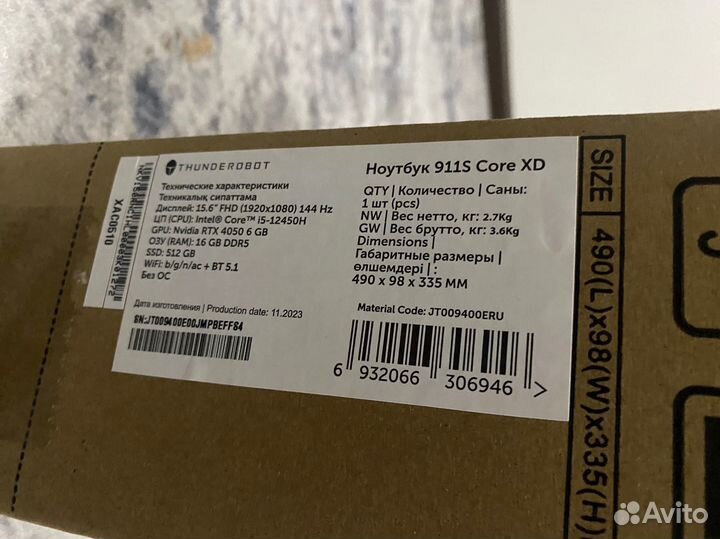 THUNDEROBOT
Технические характеристики
Техникалық сипаттама
Дисплей: 15.6" FHD (1920x1080) 144 Hz
ЦП (CPU): Intel® Core™ i5-12450H
GPU: Nvidia RTX 4050 6 GB
ОЗУ (RAM): 16 GB DDR5
SSD: 512 GB
WiFi: b/g/n/ac + BT 5.1
Без ОС
Дата изготовления | Production date: 11.2023
SN:JT009400E00JMPBEFF84
Ноутбук 911S Core XD
QTY | Количество | Саны:
1 шт (pcs)
NW | Вес нетто, кг: 2.7Kg
GW | Вес брутто, кг: 3.6Kg
Dimensions |
Габаритные размеры |
өлшемдері | :
490 x 98 x 335 ММ
Material Code: JT009400ERU
6 932066 306946 >
XAC0510
SIZE 490(L)x98(W)x335(H)
Avito